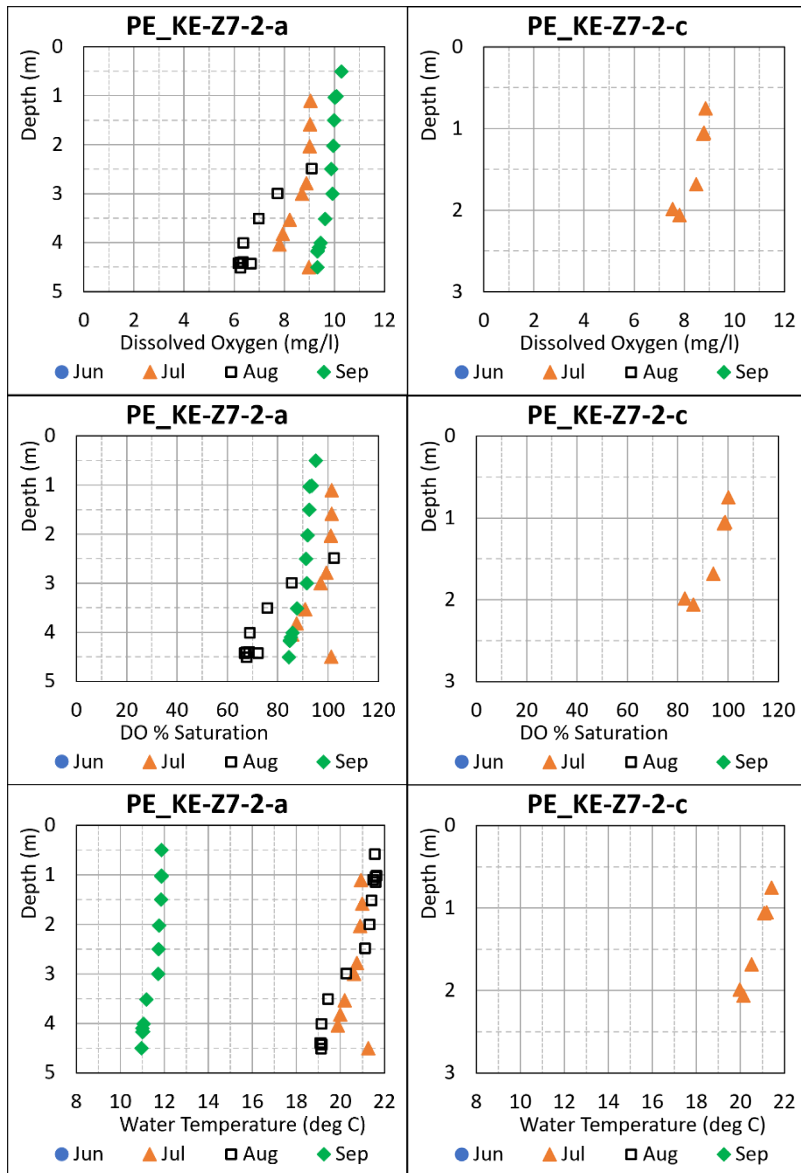 PE_KE-Z7-2-a
Depth (m)
0
1
2
3
4
5
0 2 4 6 8 10 12
Dissolved Oxygen (mg/l)
Jun Jul Aug Sep
PE_KE-Z7-2-c
Depth (m)
0
1
2
3
0 2 4 6 8 10 12
Dissolved Oxygen (mg/l)
Jun Jul Aug Sep
PE_KE-Z7-2-a
Depth (m)
0
1
2
3
4
5
0 20 40 60 80 100 120
DO % Saturation
Jun Jul Aug Sep
PE_KE-Z7-2-c
Depth (m)
0
1
2
3
0 20 40 60 80 100 120
DO % Saturation
Jun Jul Aug Sep
PE_KE-Z7-2-a
Depth (m)
0
1
2
3
4
5
8 10 12 14 16 18 20 22
Water Temperature (deg C)
Jun Jul Aug Sep
PE_KE-Z7-2-c
Depth (m)
0
1
2
3
8 10 12 14 16 18 20 22
Water Temperature (deg C)
Jun Jul Aug Sep